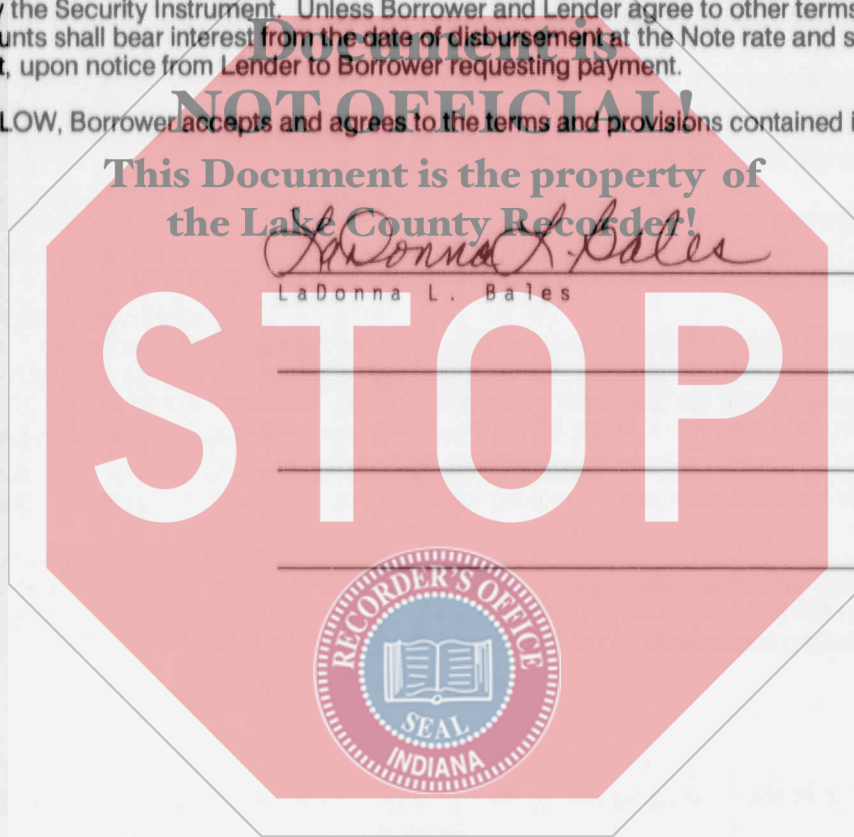 the Security Instrument. Unless Borrower and Lender agree to other terms
unts shall bear interest from the date of disbursement at the Note rate and s
, upon notice from Lender to Borrower requesting payment.
LOW, Borrower accepts and agrees to the terms and provisions contained i
Document is
NOT OFFICIAL!
This Document is the property of
the Lake County Recorder!
LaDonna L. Bales
LaDonna L. Bales
STOP
RECORDER'S OFFICE
SEAL
INDIANA